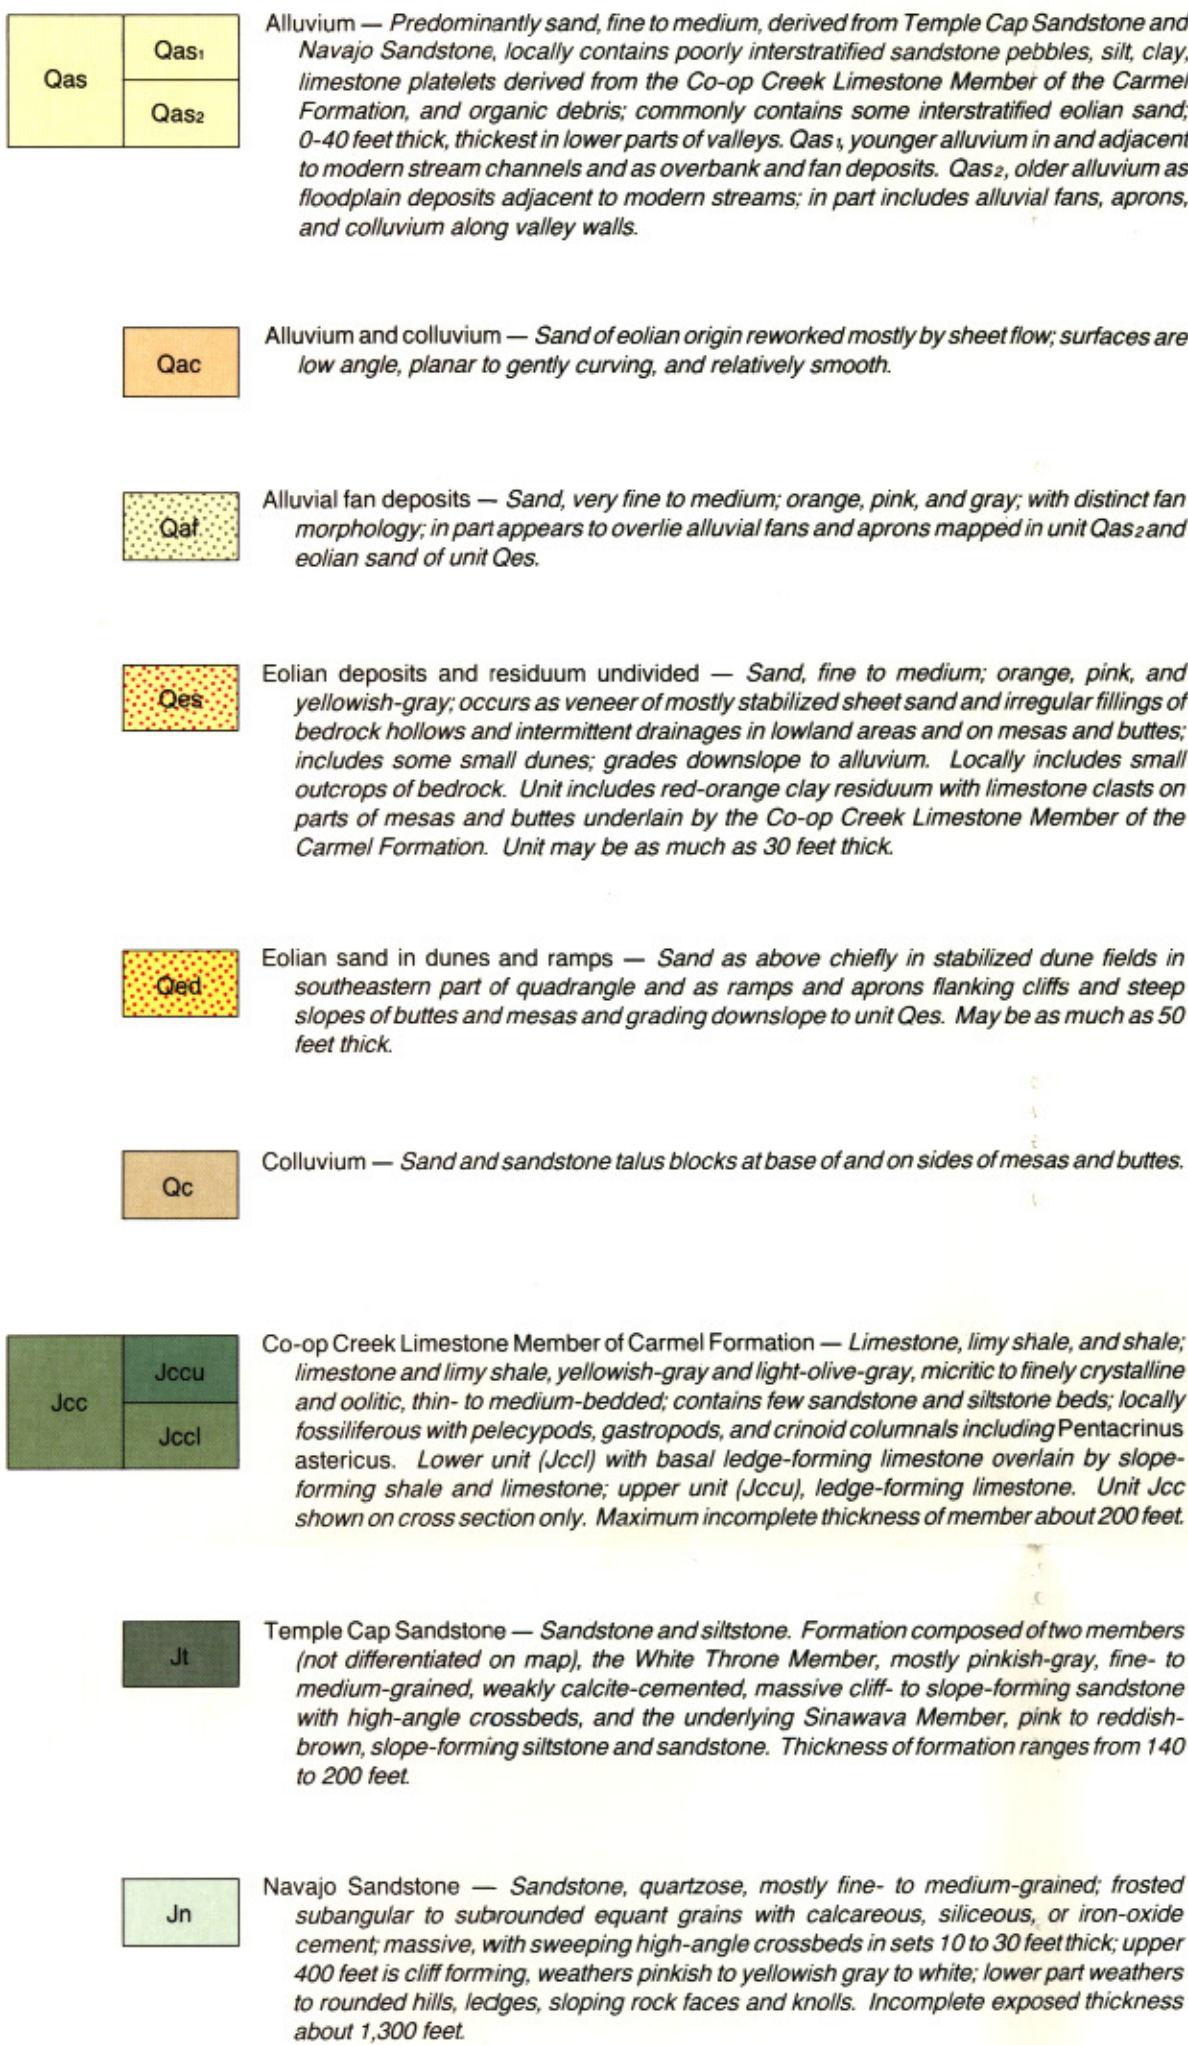 Qas
Qas₁
Qas₂
Alluvium — Predominantly sand, fine to medium, derived from Temple Cap Sandstone and
Navajo Sandstone, locally contains poorly interstratified sandstone pebbles, silt, clay,
limestone platelets derived from the Co-op Creek Limestone Member of the Carmel
Formation, and organic debris; commonly contains some interstratified eolian sand;
0-40 feet thick, thickest in lower parts of valleys. Qas₁, younger alluvium in and adjacent
to modern stream channels and as overbank and fan deposits. Qas₂, older alluvium as
floodplain deposits adjacent to modern streams; in part includes alluvial fans, aprons,
and colluvium along valley walls.
Qac
Alluvium and colluvium — Sand of eolian origin reworked mostly by sheet flow; surfaces are
low angle, planar to gently curving, and relatively smooth.
Qaf
Alluvial fan deposits — Sand, very fine to medium; orange, pink, and gray; with distinct fan
morphology; in part appears to overlie alluvial fans and aprons mapped in unit Qas₂ and
eolian sand of unit Qes.
Qes
Eolian deposits and residuum undivided — Sand, fine to medium; orange, pink, and
yellowish-gray; occurs as veneer of mostly stabilized sheet sand and irregular fillings of
bedrock hollows and intermittent drainages in lowland areas and on mesas and buttes;
includes some small dunes; grades downslope to alluvium. Locally includes small
outcrops of bedrock. Unit includes red-orange clay residuum with limestone clasts on
parts of mesas and buttes underlain by the Co-op Creek Limestone Member of the
Carmel Formation. Unit may be as much as 30 feet thick.
Qed
Eolian sand in dunes and ramps — Sand as above chiefly in stabilized dune fields in
southeastern part of quadrangle and as ramps and aprons flanking cliffs and steep
slopes of buttes and mesas and grading downslope to unit Qes. May be as much as 50
feet thick.
Qc
Colluvium — Sand and sandstone talus blocks at base of and on sides of mesas and buttes.
Jcc
Jccu
Jccl
Co-op Creek Limestone Member of Carmel Formation — Limestone, limy shale, and shale;
limestone and limy shale, yellowish-gray and light-olive-gray, micritic to finely crystalline
and oolitic, thin- to medium-bedded; contains few sandstone and siltstone beds; locally
fossiliferous with pelecypods, gastropods, and crinoid columnals including Pentacrinus
astericus. Lower unit (Jccl) with basal ledge-forming limestone overlain by slope-
forming shale and limestone; upper unit (Jccu), ledge-forming limestone. Unit Jcc
shown on cross section only. Maximum incomplete thickness of member about 200 feet.
Jt
Temple Cap Sandstone — Sandstone and siltstone. Formation composed of two members
(not differentiated on map), the White Throne Member, mostly pinkish-gray, fine- to
medium-grained, weakly calcite-cemented, massive cliff- to slope-forming sandstone
with high-angle crossbeds, and the underlying Sinawava Member, pink to reddish-
brown, slope-forming siltstone and sandstone. Thickness of formation ranges from 140
to 200 feet.
Jn
Navajo Sandstone — Sandstone, quartzose, mostly fine- to medium-grained; frosted
subangular to subrounded equant grains with calcareous, siliceous, or iron-oxide
cement; massive, with sweeping high-angle crossbeds in sets 10 to 30 feet thick; upper
400 feet is cliff forming, weathers pinkish to yellowish gray to white; lower part weathers
to rounded hills, ledges, sloping rock faces and knolls. Incomplete exposed thickness
about 1,300 feet.